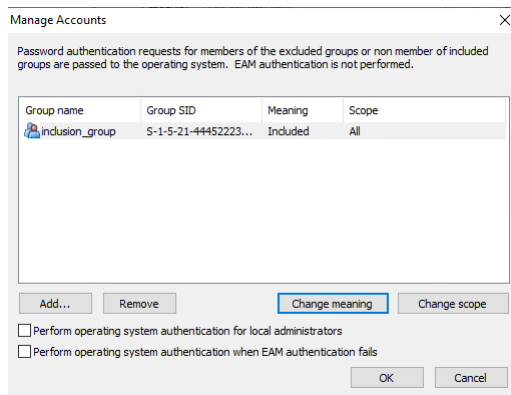 Manage Accounts
Password authentication requests for members of the excluded groups or non member of included
groups are passed to the operating system. EAM authentication is not performed.
Group name Group SID Meaning Scope
inclusion_group S-1-5-21-44452223... Included All
Add... Remove Change meaning Change scope
Perform operating system authentication for local administrators
Perform operating system authentication when EAM authentication fails
OK Cancel